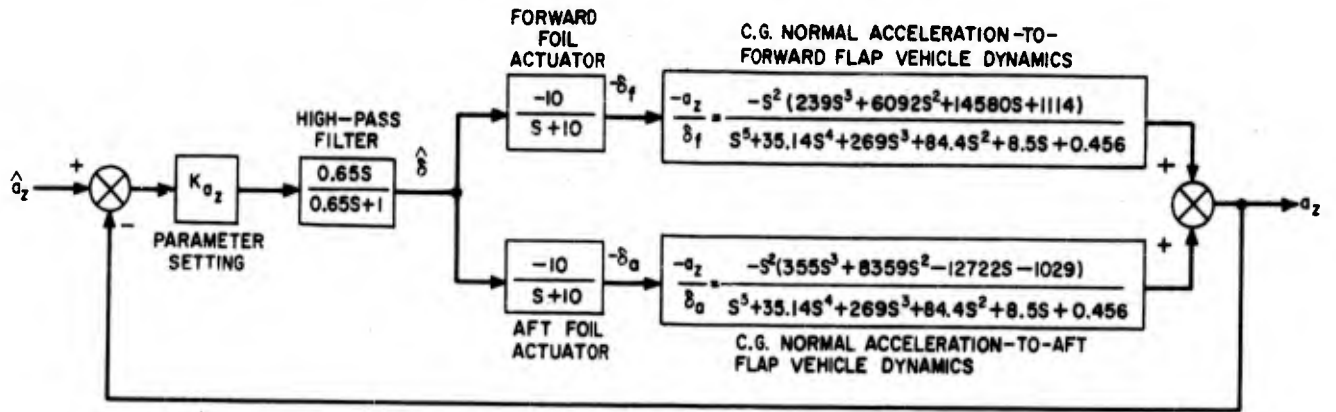 FORWARD
FOIL
ACTUATOR
C.G. NORMAL ACCELERATION-TO-
FORWARD FLAP VEHICLE DYNAMICS
-10
S+10
-δf
-az
δf
=
-S²(239S³+6092S²+14580S+1114)
S⁵+35.14S⁴+269S³+84.4S²+8.5S+0.456
HIGH-PASS
FILTER
âz
+
−
Kaz
0.65S
0.65S+1
δ̂
PARAMETER
SETTING
+
+
az
-10
S+10
-δa
-az
δa
=
-S²(355S³+8359S²-12722S-1029)
S⁵+35.14S⁴+269S³+84.4S²+8.5S+0.456
AFT FOIL
ACTUATOR
C.G. NORMAL ACCELERATION-TO-AFT
FLAP VEHICLE DYNAMICS